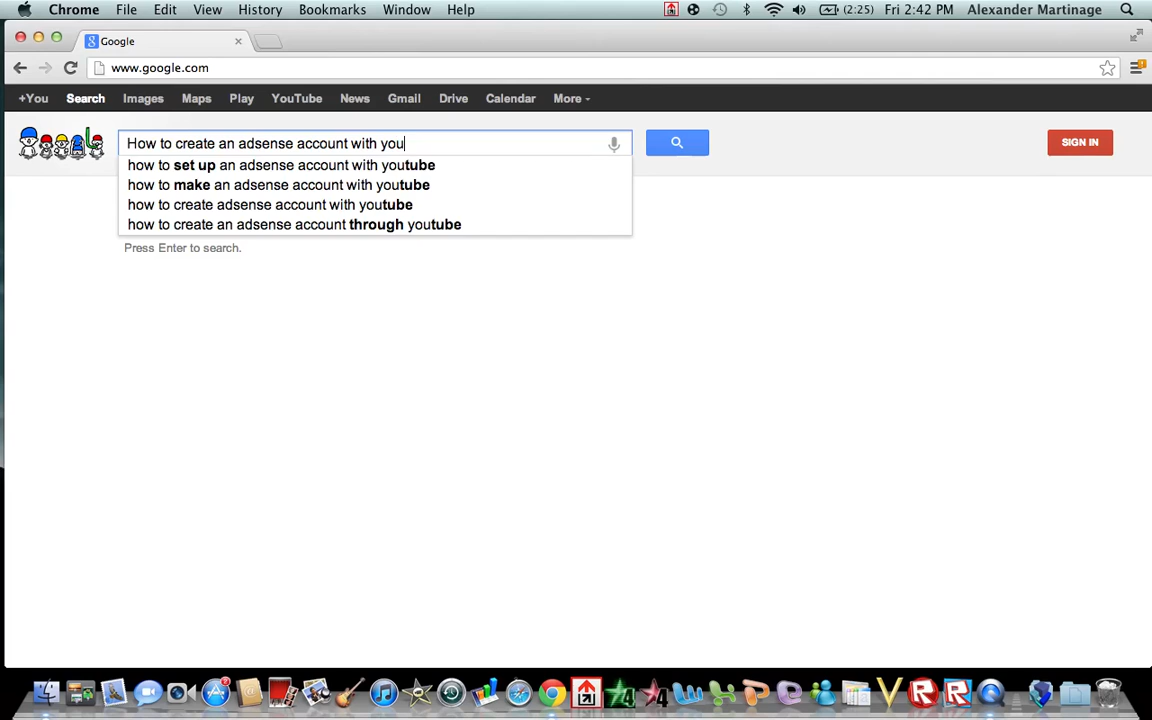 Chrome File Edit View History Bookmarks Window Help (2:25) Fri 2:42 PM Alexander Martinage
Google
www.google.com
+You Search Images Maps Play YouTube News Gmail Drive Calendar More
How to create an adsense account with you
SIGN IN
how to set up an adsense account with youtube
how to make an adsense account with youtube
how to create adsense account with youtube
how to create an adsense account through youtube
Press Enter to search.